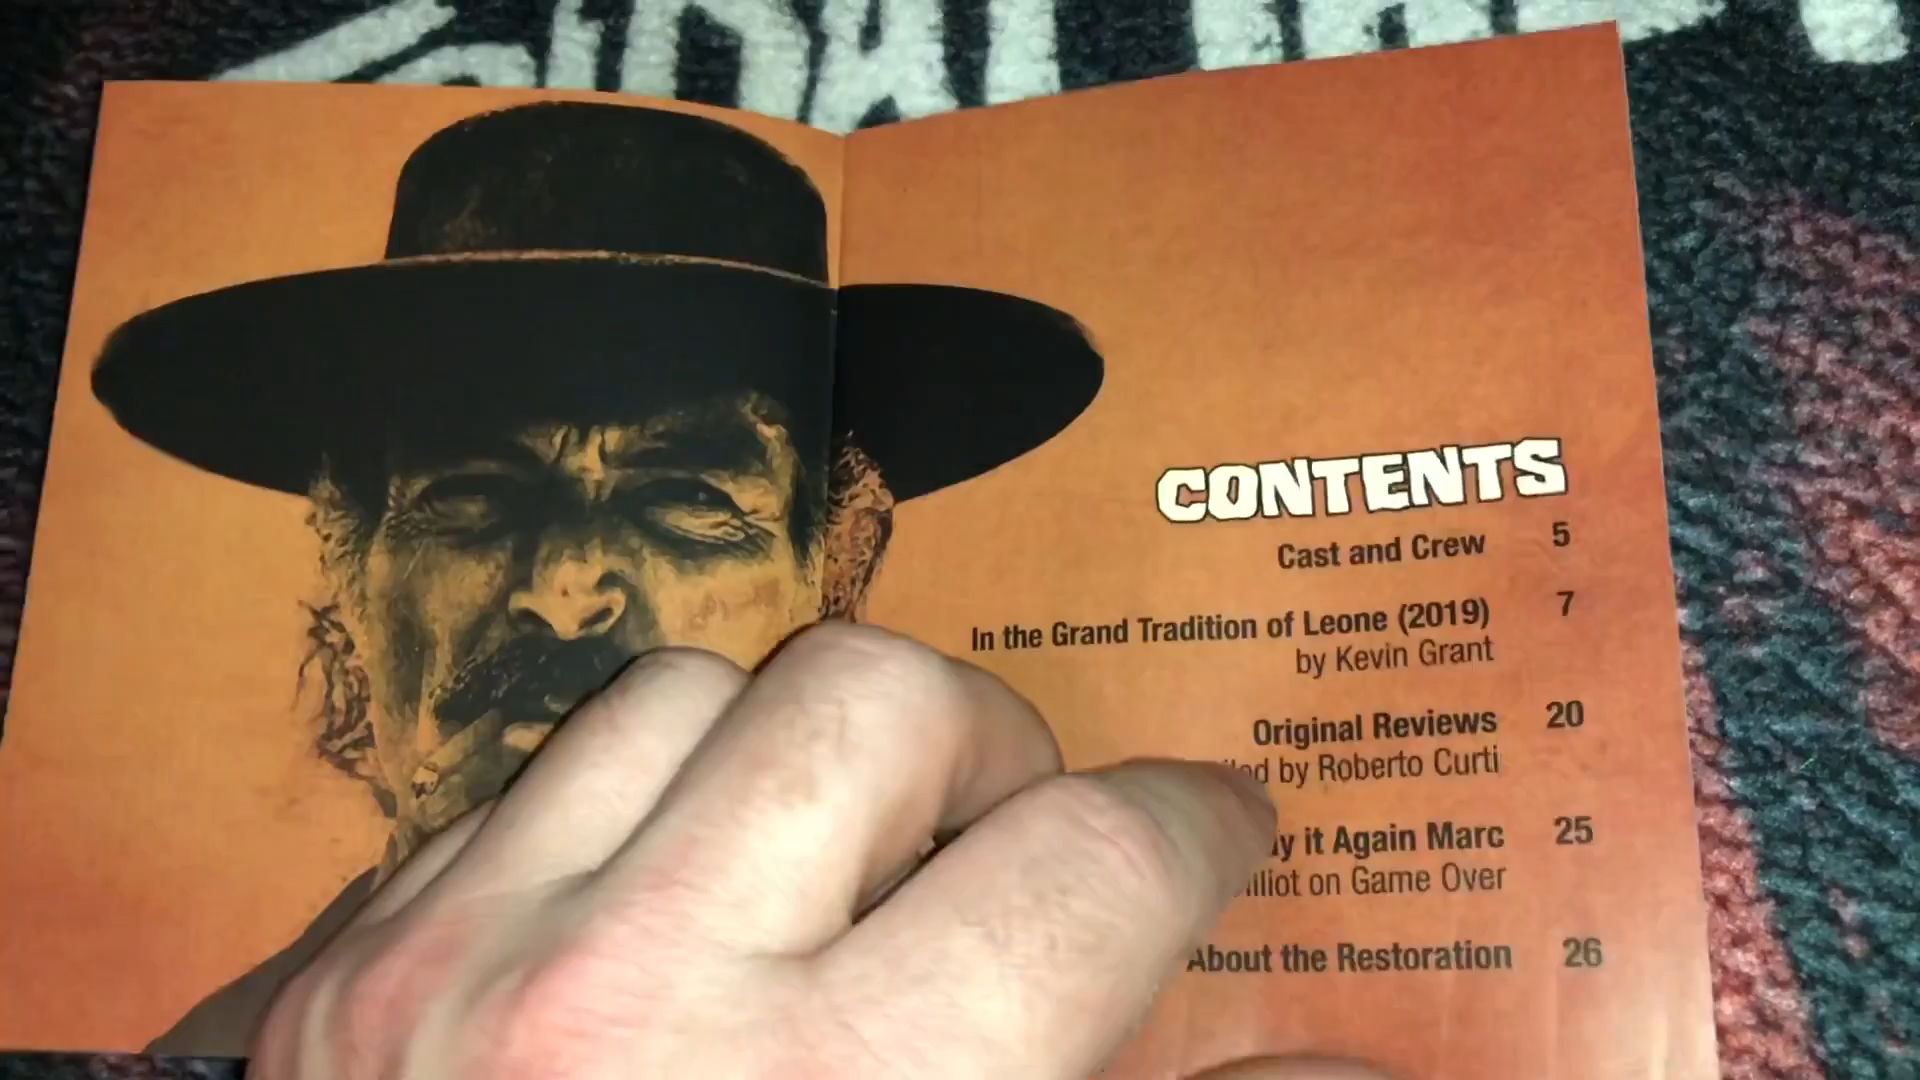 CONTENTS
Cast and Crew 5
In the Grand Tradition of Leone (2019) 7
by Kevin Grant
Original Reviews 20
by Roberto Curti
it Again Marc 25
on Game Over
About the Restoration 26